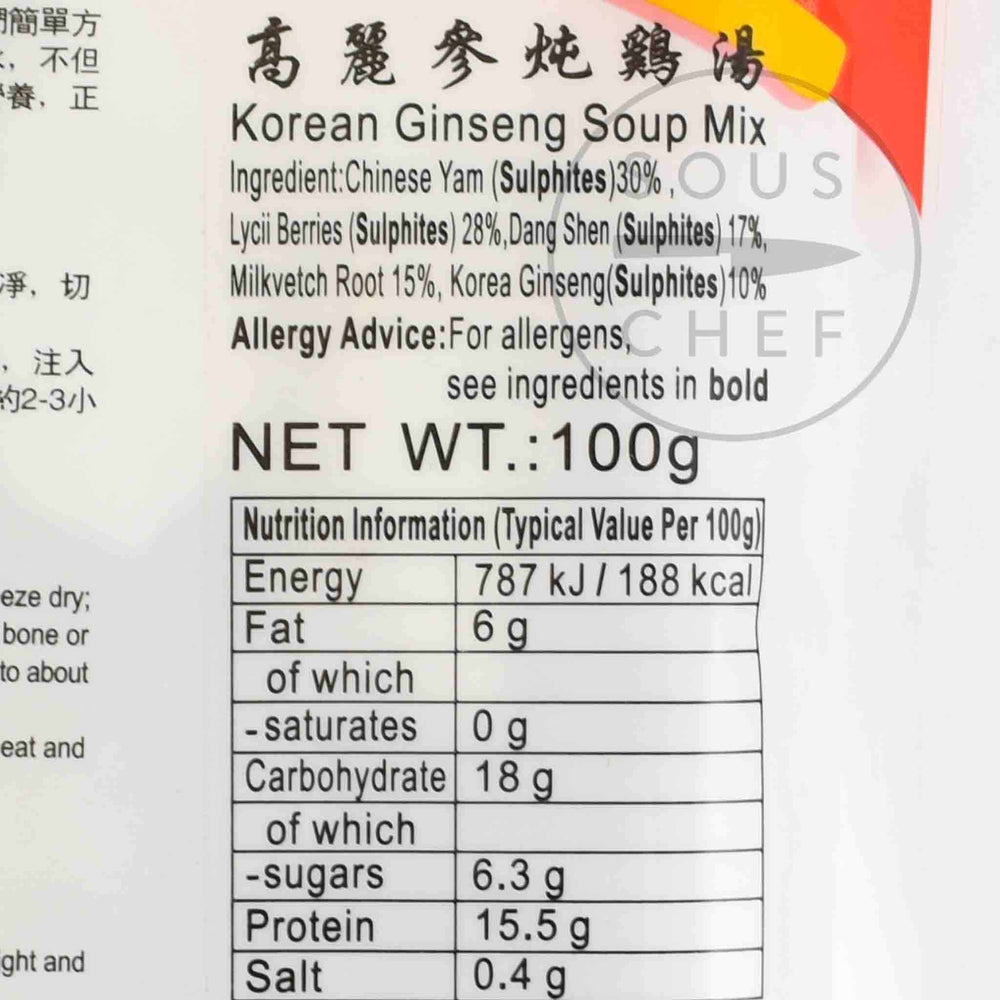 簡單方
不但
養，正
淨，切
，注入
約2-3小
eze dry;
bone or
to about
eat and
ght and
高麗參炖鷄湯
Korean Ginseng Soup Mix
Ingredient:Chinese Yam (Sulphites)30% ,
Lycii Berries (Sulphites) 28%,Dang Shen (Sulphites) 17%,
Milkvetch Root 15%, Korea Ginseng(Sulphites)10%
Allergy Advice:For allergens,
see ingredients in bold
NET WT.:100g
Nutrition Information (Typical Value Per 100g)
Energy 787 kJ / 188 kcal
Fat 6 g
of which
-saturates 0 g
Carbohydrate 18 g
of which
-sugars 6.3 g
Protein 15.5 g
Salt 0.4 g
SOUS
CHEF